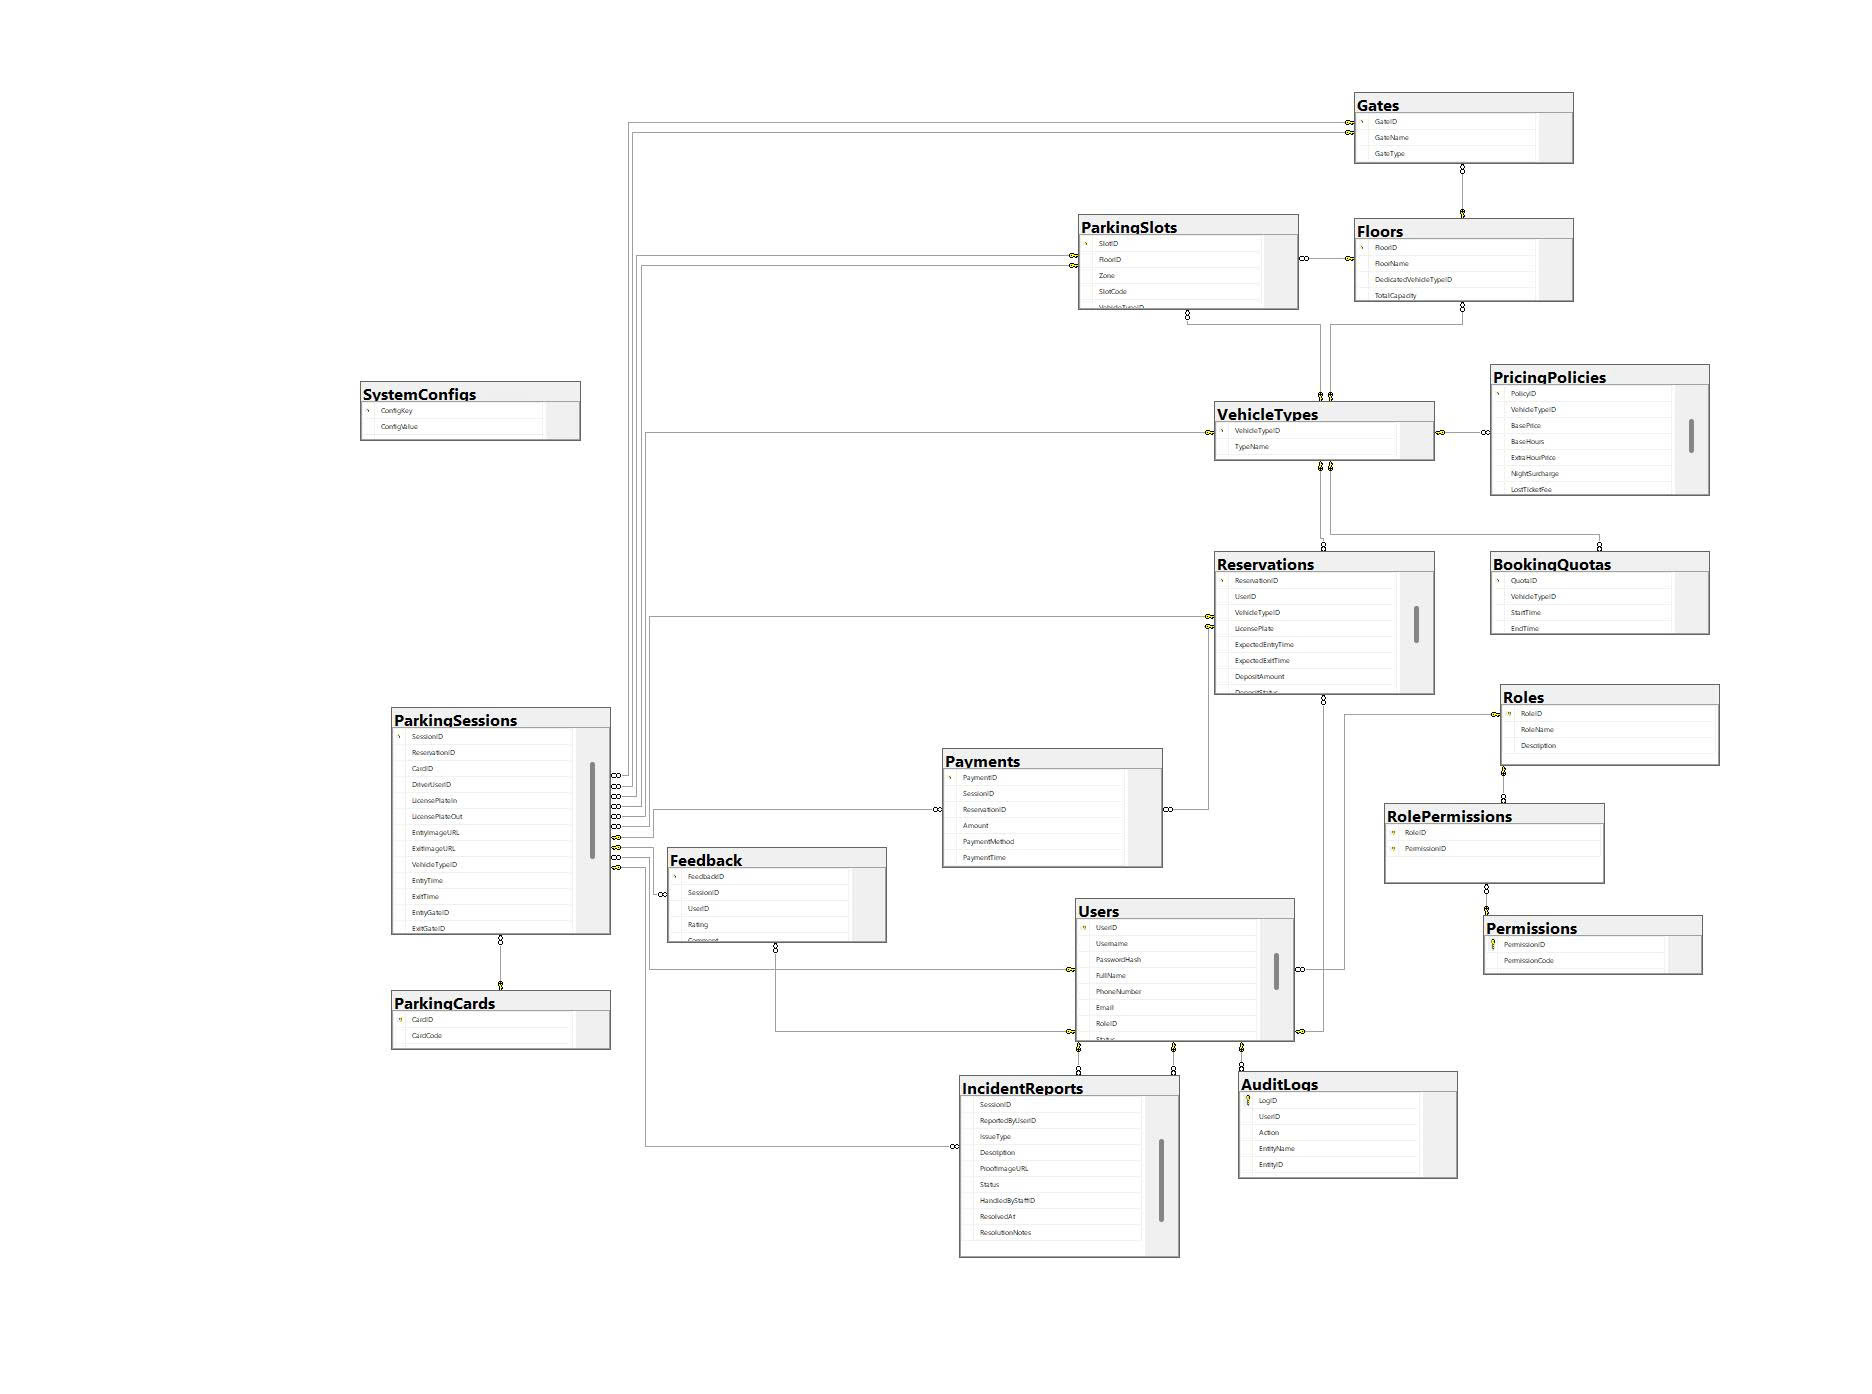 Gates
GateID
GateName
GateType
ParkingSlots
SlotID
FloorID
Zone
SlotCode
VehicleTypeID
Floors
FloorID
FloorName
DedicatedVehicleTypeID
TotalCapacity
SystemConfigs
ConfigKey
ConfigValue
VehicleTypes
VehicleTypeID
TypeName
PricingPolicies
PolicyID
VehicleTypeID
BasePrice
BaseHours
ExtraHourPrice
NightSurcharge
LostTicketFee
Reservations
ReservationID
UserID
VehicleTypeID
LicensePlate
ExpectedEntryTime
ExpectedExitTime
DepositAmount
DepositStatus
BookingQuotas
QuotaID
VehicleTypeID
StartTime
EndTime
Roles
RoleID
RoleName
Description
ParkingSessions
SessionID
ReservationID
CardID
DriverUserID
LicensePlateIn
LicensePlateOut
EntryImageURL
ExitImageURL
VehicleTypeID
EntryTime
ExitTime
EntryGateID
ExitGateID
Payments
PaymentID
SessionID
ReservationID
Amount
PaymentMethod
PaymentTime
RolePermissions
RoleID
PermissionID
Feedback
FeedbackID
SessionID
UserID
Rating
Comment
Users
UserID
Username
PasswordHash
FullName
PhoneNumber
Email
RoleID
Status
Permissions
PermissionID
PermissionCode
ParkingCards
CardID
CardCode
IncidentReports
SessionID
ReportedByUserID
IssueType
Description
ProofImageURL
Status
HandledByStaffID
ResolvedAt
ResolutionNotes
AuditLogs
LogID
UserID
Action
EntityName
EntityID